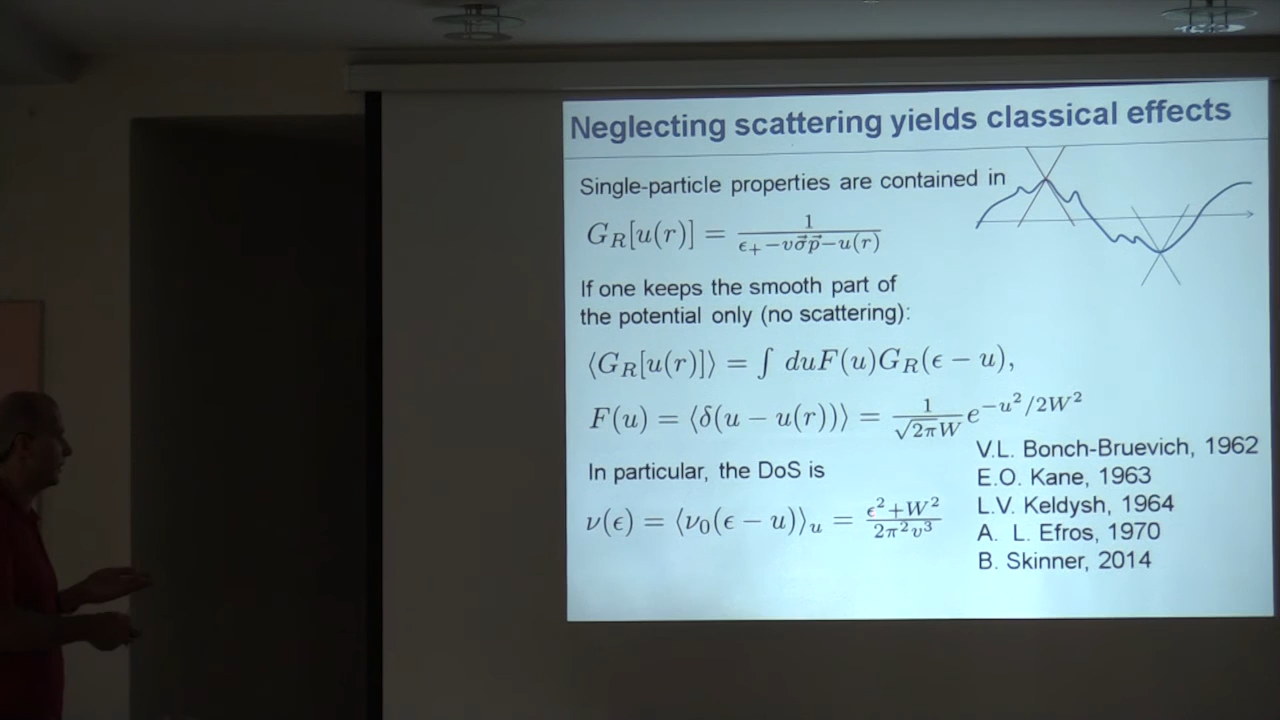 Neglecting scattering yields classical effects
Single-particle properties are contained in
G_R[u(r)] = 1 / (ϵ₊ − vσ⃗p⃗ − u(r))
If one keeps the smooth part of
the potential only (no scattering):
⟨G_R[u(r)]⟩ = ∫ duF(u)G_R(ϵ − u),
F(u) = ⟨δ(u − u(r))⟩ = 1/(√2π W) e^{−u²/2W²}
In particular, the DoS is
ν(ϵ) = ⟨ν₀(ϵ − u)⟩ᵤ = (ϵ²+W²)/(2π²v³)
V.L. Bonch-Bruevich, 1962
E.O. Kane, 1963
L.V. Keldysh, 1964
A. L. Efros, 1970
B. Skinner, 2014